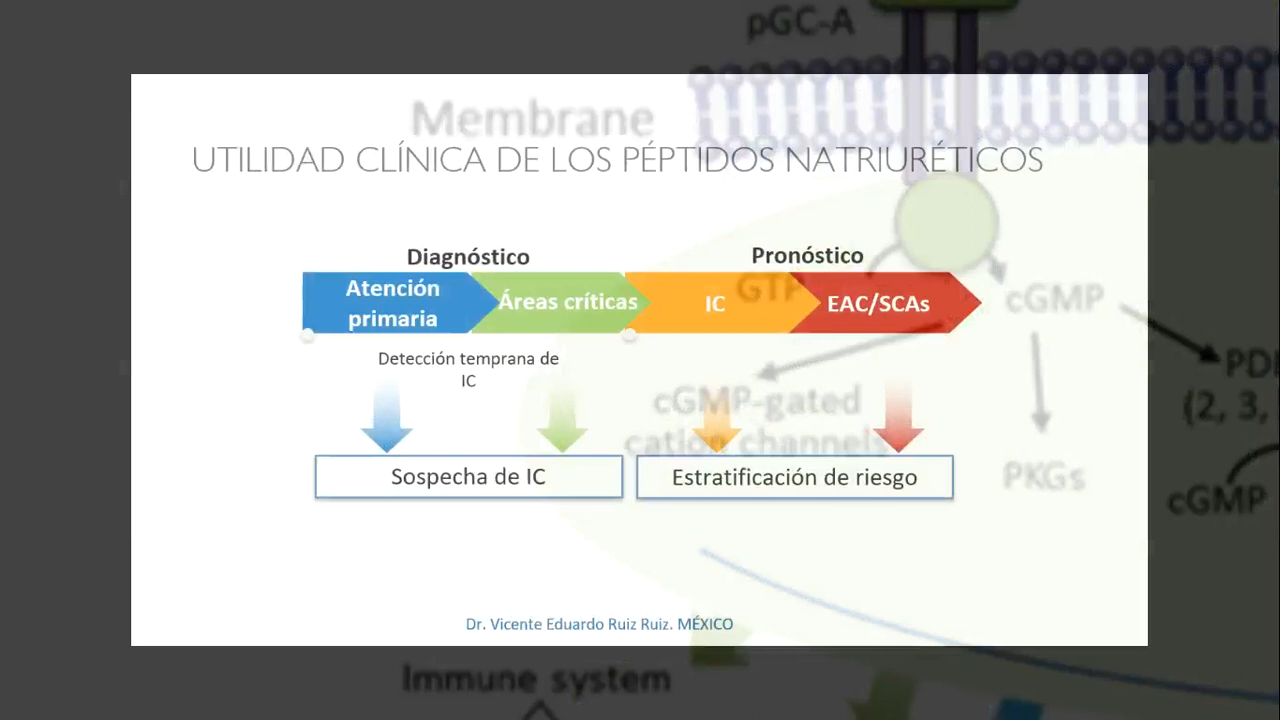 pGC-A
Membrane
UTILIDAD CLÍNICA DE LOS PÉPTIDOS NATRIURÉTICOS
Diagnóstico
Pronóstico
Atención
primaria
Áreas críticas
IC
EAC/SCAs
GTP
cGMP
Detección temprana de
IC
PDE
(2, 3,
cGMP-gated
cation channels
Sospecha de IC
Estratificación de riesgo
PKGs
cGMP
Dr. Vicente Eduardo Ruiz Ruiz. MÉXICO
Immune system